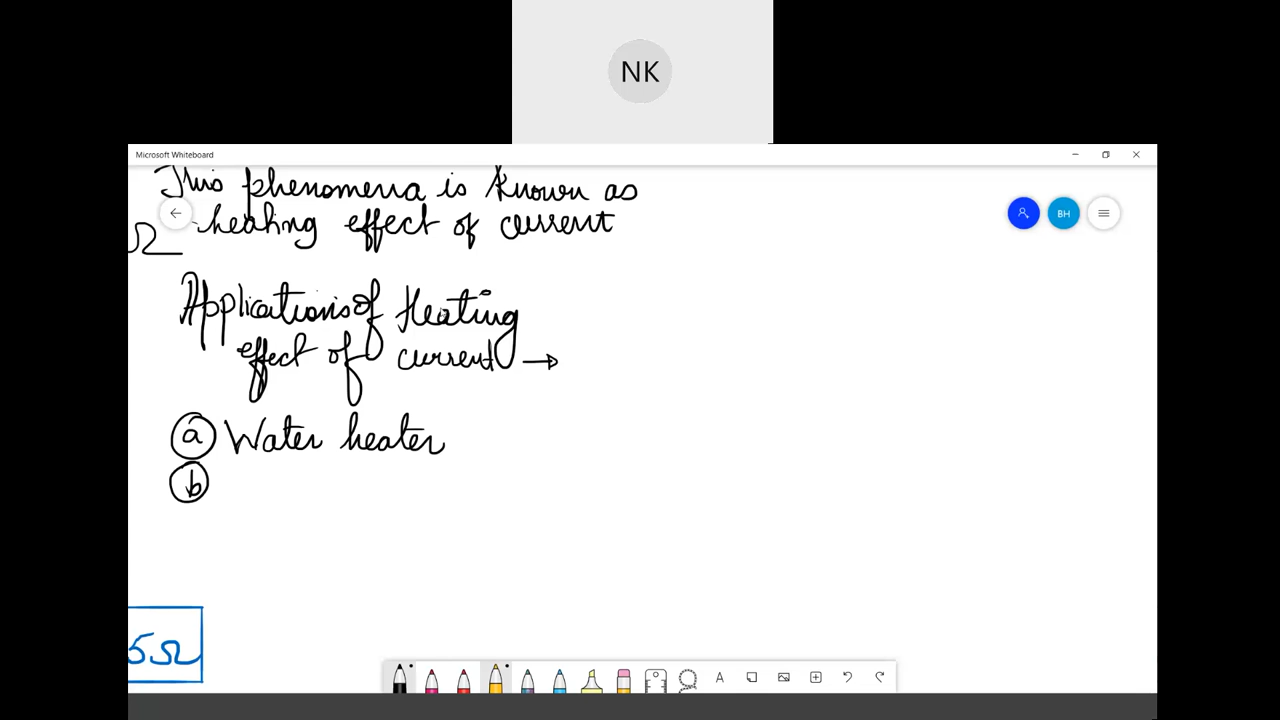 NK
Microsoft Whiteboard
This phenomena is known as
heating effect of current
BH
Ω
Applications of Heating
effect of current →
a Water heater
b
5Ω
A